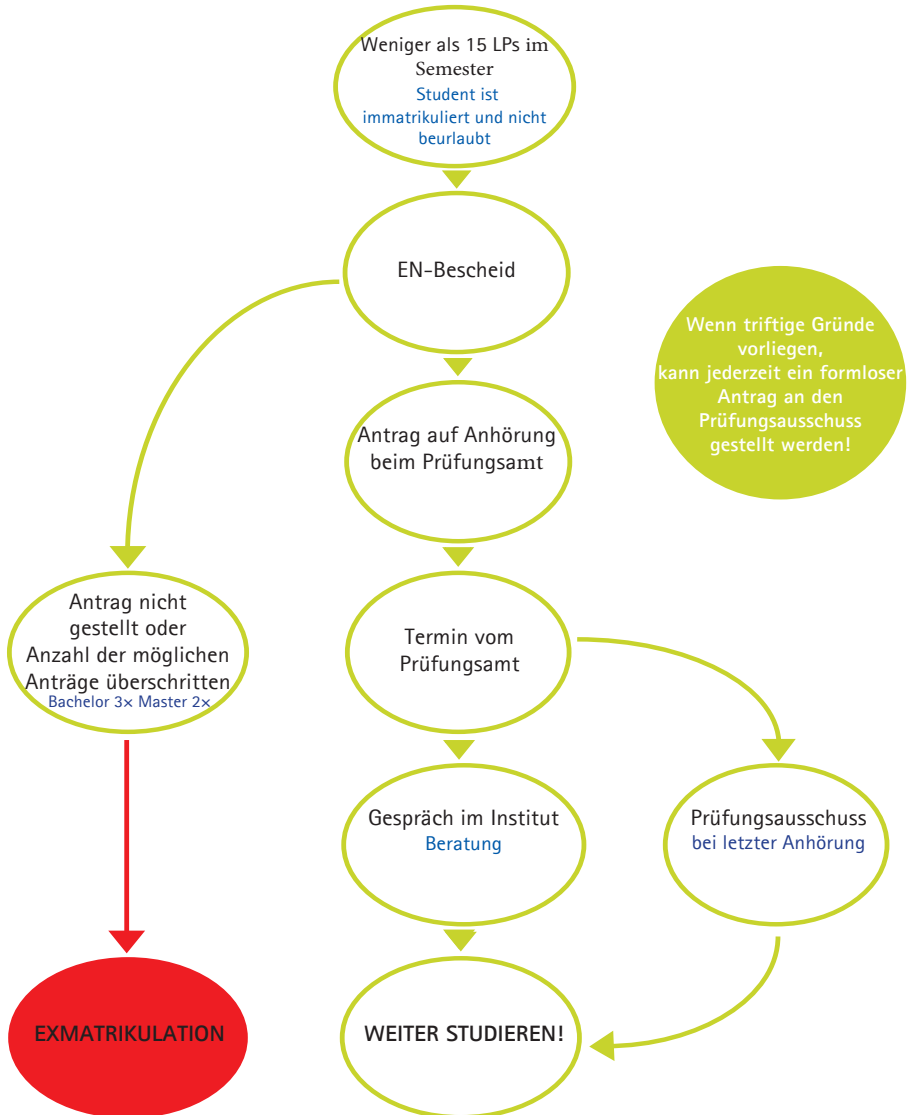 Weniger als 15 LPs im
Semester
Student ist
immatrikuliert und nicht
beurlaubt
EN-Bescheid
Wenn triftige Gründe
vorliegen,
kann jederzeit ein formloser
Antrag an den
Prüfungsausschuss
gestellt werden!
Antrag auf Anhörung
beim Prüfungsamt
Antrag nicht
gestellt oder
Anzahl der möglichen
Anträge überschritten
Bachelor 3x Master 2x
Termin vom
Prüfungsamt
Gespräch im Institut
Beratung
Prüfungsausschuss
bei letzter Anhörung
EXMATRIKULATION
WEITER STUDIEREN!